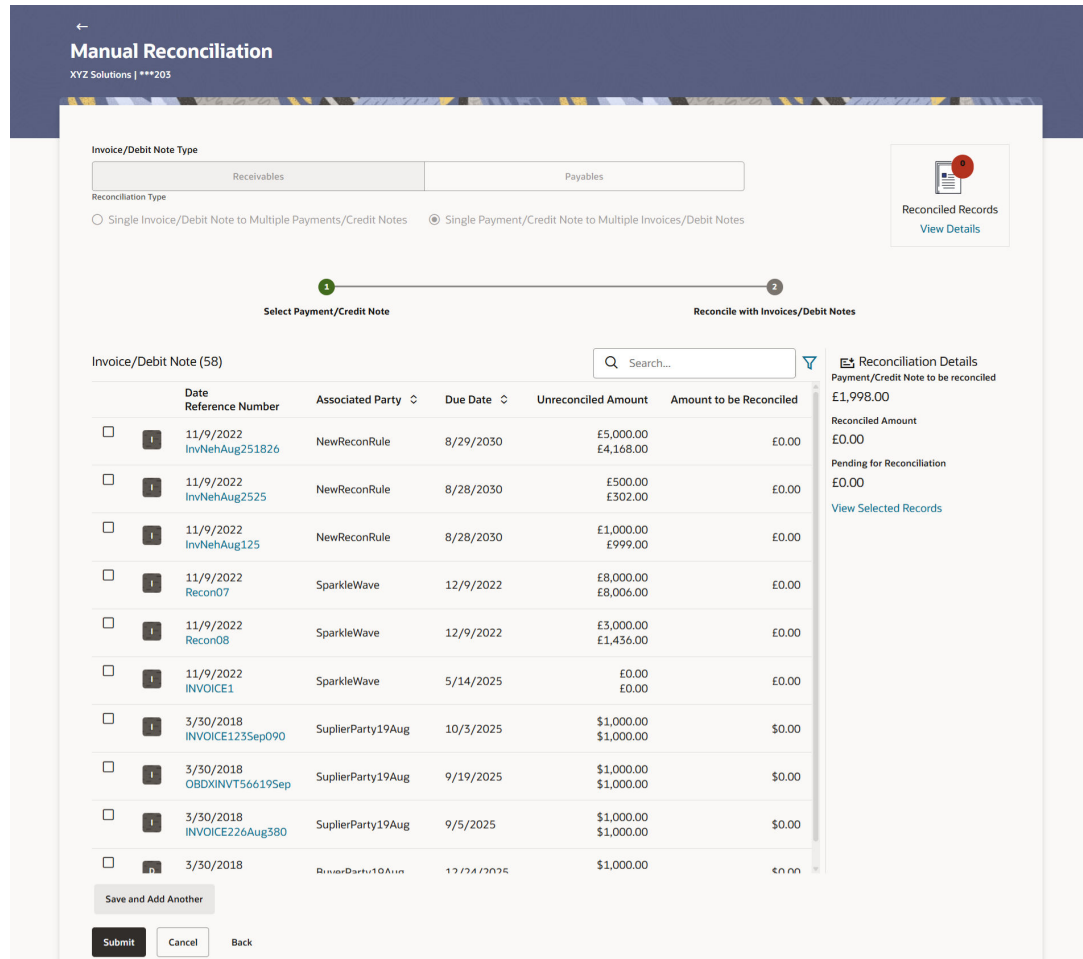 ←
Manual Reconciliation
XYZ Solutions | ***203
Invoice/Debit Note Type
Receivables Payables
Reconciliation Type
Single Invoice/Debit Note to Multiple Payments/Credit Notes Single Payment/Credit Note to Multiple Invoices/Debit Notes
0
Reconciled Records
View Details
1 2
Select Payment/Credit Note Reconcile with Invoices/Debit Notes
Invoice/Debit Note (58) Search...
Date
Reference Number Associated Party Due Date Unreconciled Amount Amount to be Reconciled
I 11/9/2022 NewReconRule 8/29/2030 £5,000.00 £0.00
InvNehAug251826 £4,168.00
I 11/9/2022 NewReconRule 8/28/2030 £500.00 £0.00
InvNehAug2525 £302.00
I 11/9/2022 NewReconRule 8/28/2030 £1,000.00 £0.00
InvNehAug125 £999.00
I 11/9/2022 SparkleWave 12/9/2022 £8,000.00 £0.00
Recon07 £8,006.00
I 11/9/2022 SparkleWave 12/9/2022 £3,000.00 £0.00
Recon08 £1,436.00
I 11/9/2022 SparkleWave 5/14/2025 £0.00 £0.00
INVOICE1 £0.00
I 3/30/2018 SuplierParty19Aug 10/3/2025 $1,000.00 $0.00
INVOICE123Sep090 $1,000.00
I 3/30/2018 SuplierParty19Aug 9/19/2025 $1,000.00 $0.00
OBDXINVT56619Sep $1,000.00
I 3/30/2018 SuplierParty19Aug 9/5/2025 $1,000.00 $0.00
INVOICE226Aug380 $1,000.00
D 3/30/2018 BuyerParty19Aug 12/24/2025 $1,000.00 $0.00
Reconciliation Details
Payment/Credit Note to be reconciled
£1,998.00
Reconciled Amount
£0.00
Pending for Reconciliation
£0.00
View Selected Records
Save and Add Another
Submit Cancel Back